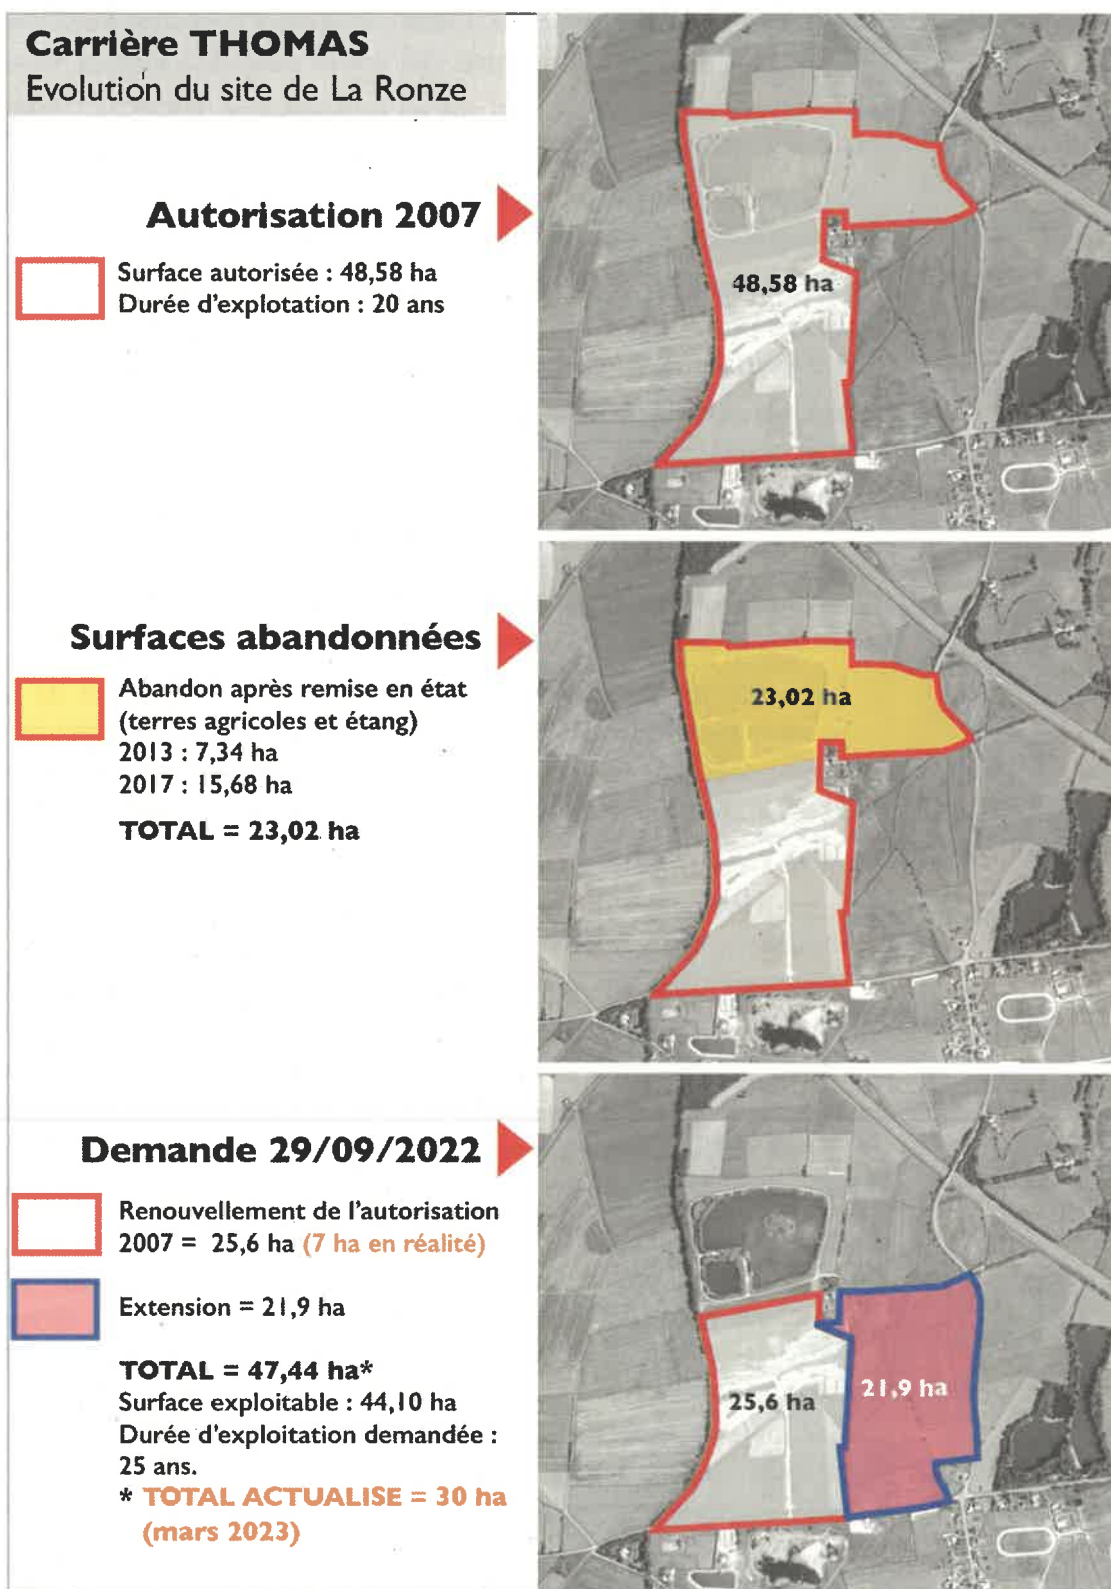 Carrière THOMAS
Evolution du site de La Ronze
Autorisation 2007
Surface autorisée : 48,58 ha
Durée d'explotation : 20 ans
48,58 ha
Surfaces abandonnées
Abandon après remise en état
(terres agricoles et étang)
2013 : 7,34 ha
2017 : 15,68 ha
TOTAL = 23,02 ha
23,02 ha
Demande 29/09/2022
Renouvellement de l'autorisation
2007 = 25,6 ha (7 ha en réalité)
Extension = 21,9 ha
TOTAL = 47,44 ha*
Surface exploitable : 44,10 ha
Durée d'exploitation demandée :
25 ans.
* TOTAL ACTUALISE = 30 ha
(mars 2023)
25,6 ha
21,9 ha